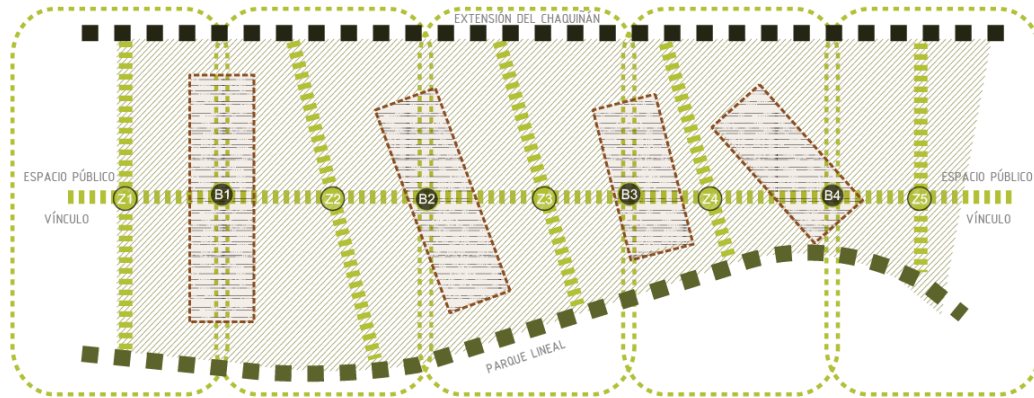 EXTENSIÓN DEL CHAQUIÑÁN
ESPACIO PÚBLICO
VÍNCULO
Z1
B1
Z2
B2
Z3
B3
Z4
B4
Z5
ESPACIO PÚBLICO
VÍNCULO
PARQUE LINEAL